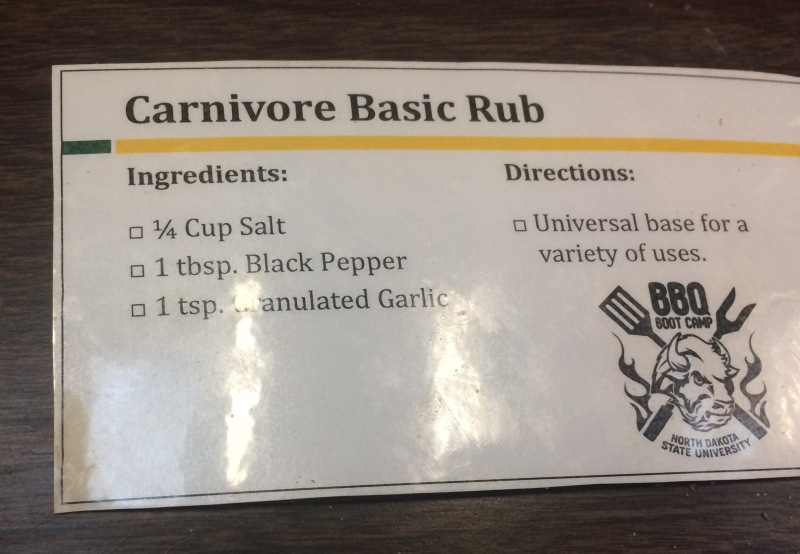 Carnivore Basic Rub
Ingredients:
□ ¼ Cup Salt
□ 1 tbsp. Black Pepper
□ 1 tsp. Granulated Garlic
Directions:
□ Universal base for a
variety of uses.
BBQ
BOOT CAMP
NORTH DAKOTA
STATE UNIVERSITY